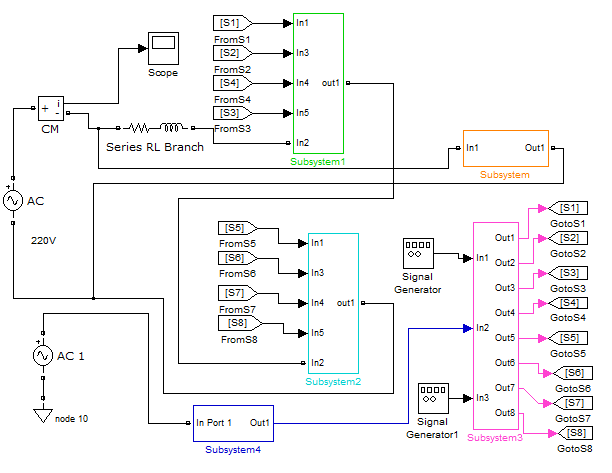 [S1]
FromS1
[S2]
FromS2
[S4]
FromS4
[S3]
FromS3
In1
In3
In4
In5
In2
out1
Subsystem1
Scope
+
i
-
CM
Series RL Branch
In1
Out1
Subsystem
+
AC
220V
[S5]
FromS5
[S6]
FromS6
[S7]
FromS7
[S8]
FromS8
In1
In3
In4
In5
In2
out1
Subsystem2
Signal
Generator
In1
In2
In3
Out1
Out2
Out3
Out4
Out5
Out6
Out7
Out8
Subsystem3
[S1]
GotoS1
[S2]
GotoS2
[S3]
GotoS3
[S4]
GotoS4
[S5]
GotoS5
[S6]
GotoS6
[S7]
GotoS7
[S8]
GotoS8
+
AC 1
node 10
In Port 1
Out1
Subsystem4
Signal
Generator1